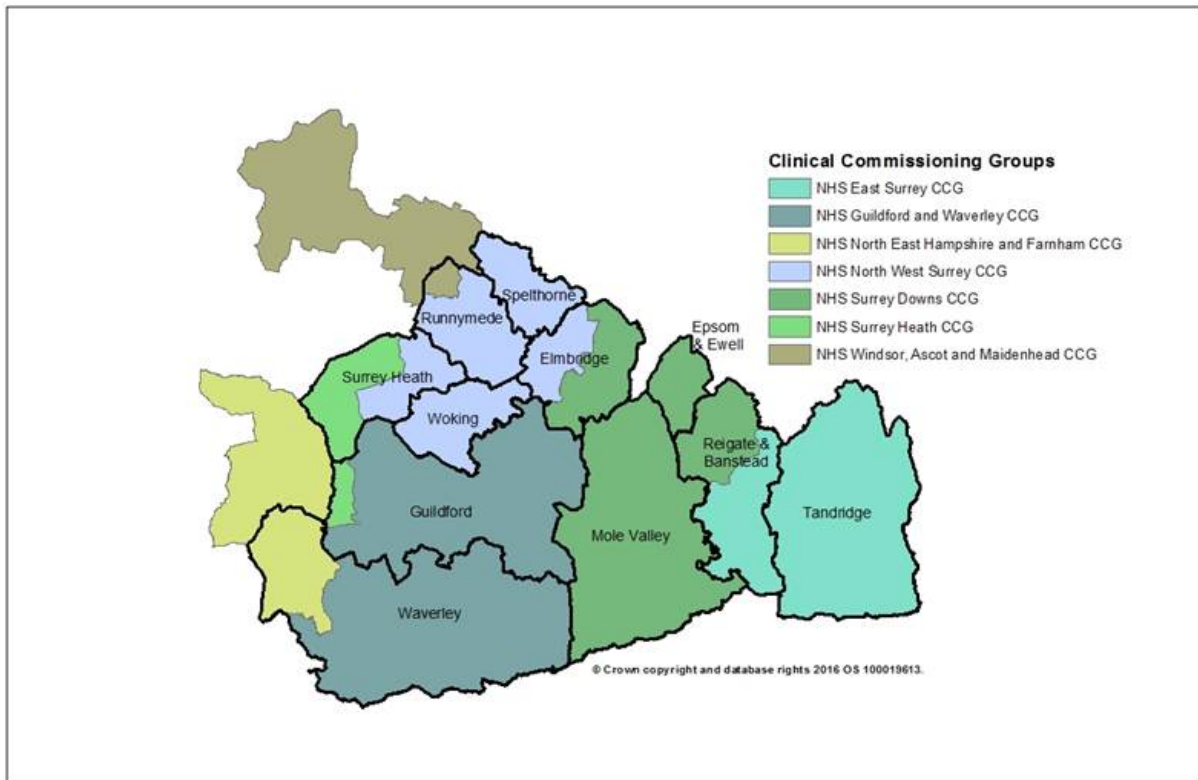 Clinical Commissioning Groups
NHS East Surrey CCG
NHS Guildford and Waverley CCG
NHS North East Hampshire and Farnham CCG
NHS North West Surrey CCG
NHS Surrey Downs CCG
NHS Surrey Heath CCG
NHS Windsor, Ascot and Maidenhead CCG
Spelthorne
Runnymede
Epsom
& Ewell
Elmbridge
Surrey Heath
Woking
Reigate &
Banstead
Guildford
Tandridge
Mole Valley
Waverley
© Crown copyright and database rights 2016 OS 100019613.